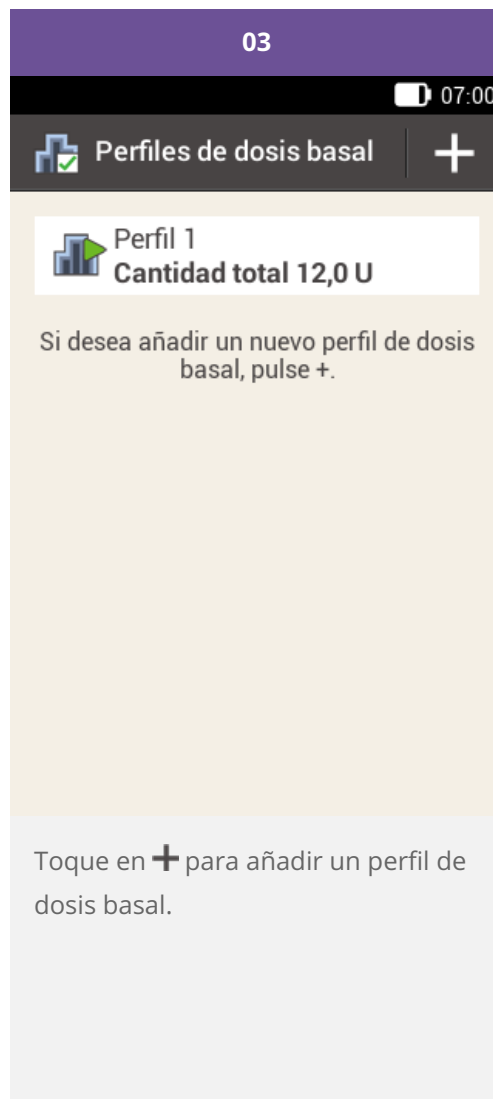 03
07:00
Perfiles de dosis basal
Perfil 1
Cantidad total 12,0 U
Si desea añadir un nuevo perfil de dosis
basal, pulse +.
Toque en + para añadir un perfil de
dosis basal.